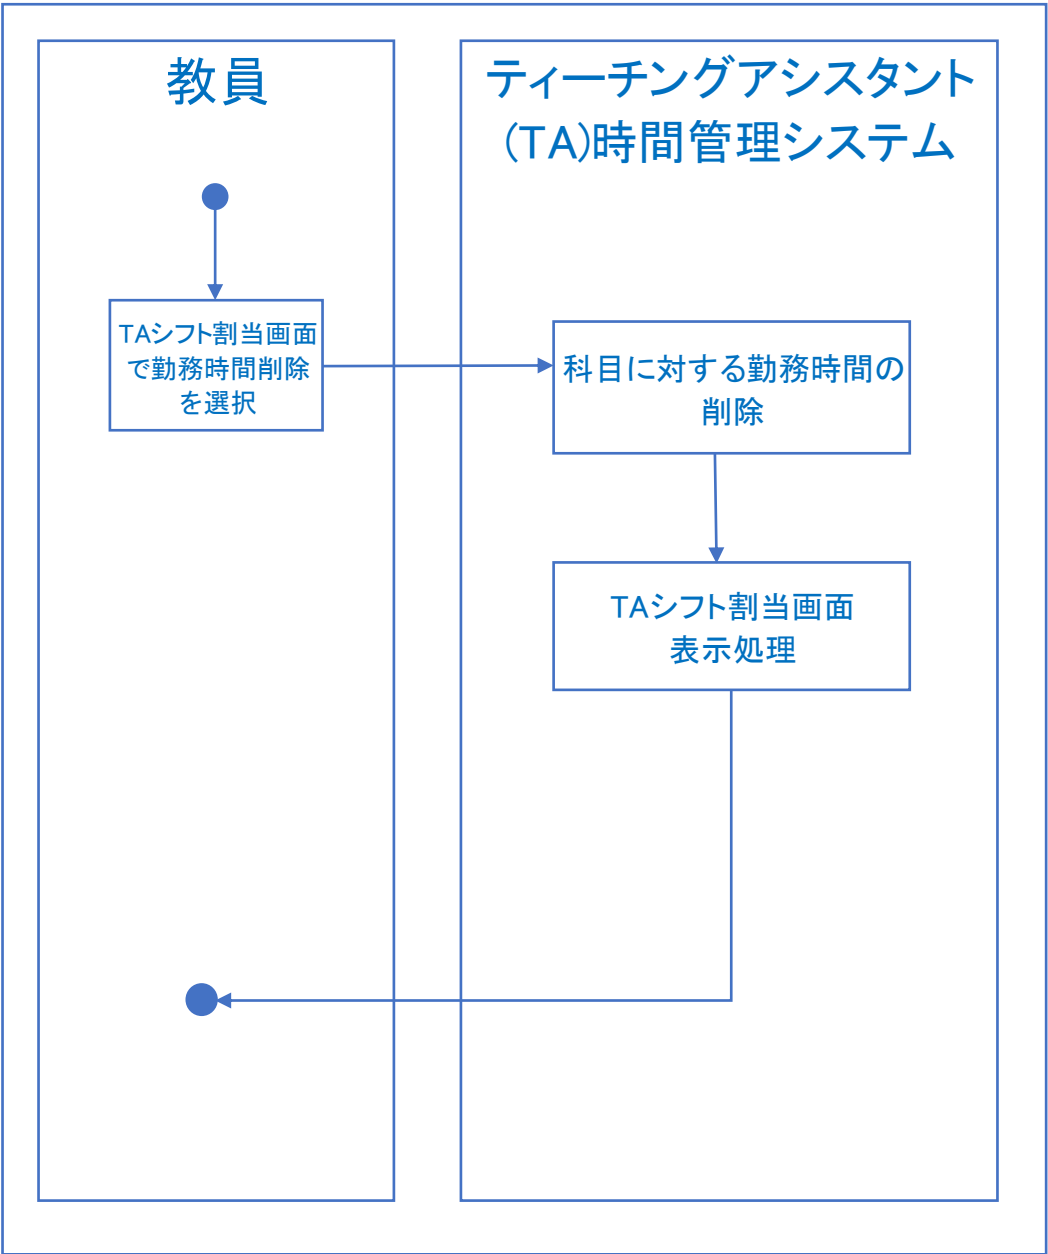 教員
ティーチングアシスタント
(TA)時間管理システム
TAシフト割当画面
で勤務時間削除
を選択
科目に対する勤務時間の
削除
TAシフト割当画面
表示処理